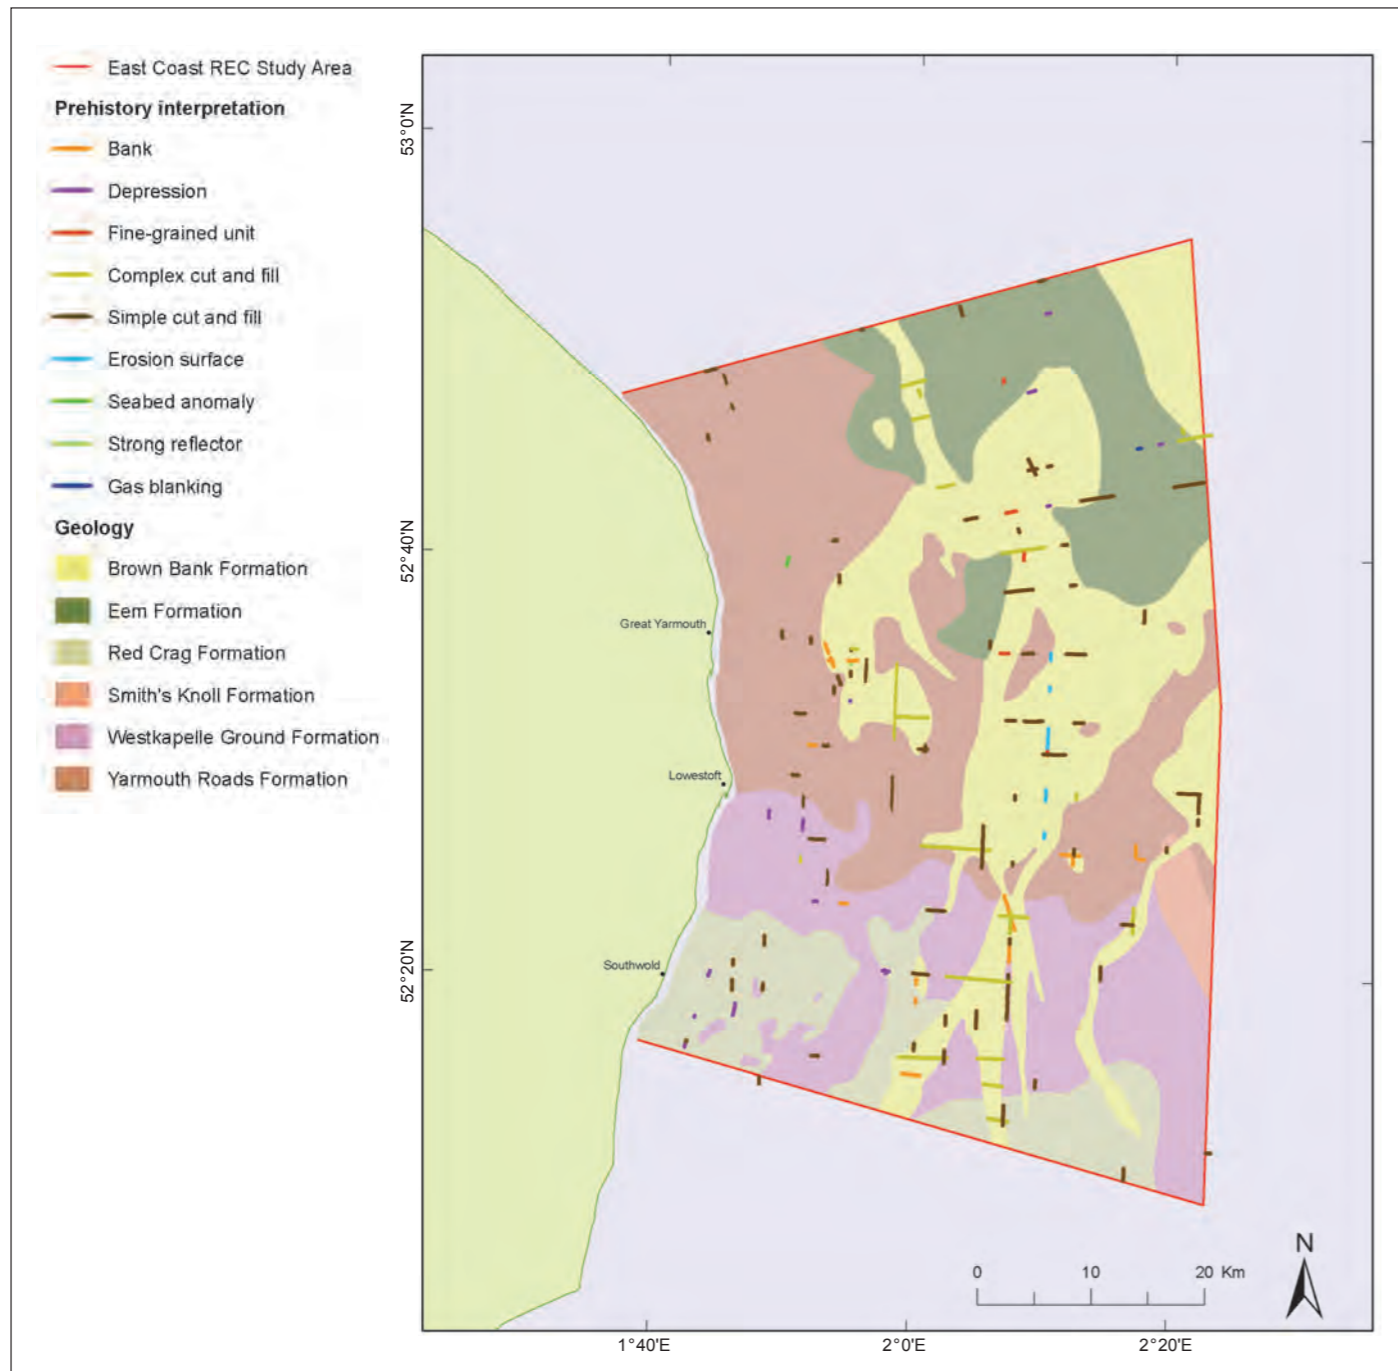 East Coast REC Study Area
Prehistory interpretation
Bank
Depression
Fine-grained unit
Complex cut and fill
Simple cut and fill
Erosion surface
Seabed anomaly
Strong reflector
Gas blanking
Geology
Brown Bank Formation
Eem Formation
Red Crag Formation
Smith's Knoll Formation
Westkapelle Ground Formation
Yarmouth Roads Formation
53°0'N
52°40'N
52°20'N
Great Yarmouth
Lowestoft
Southwold
N
0 10 20 Km
1°40'E 2°0'E 2°20'E